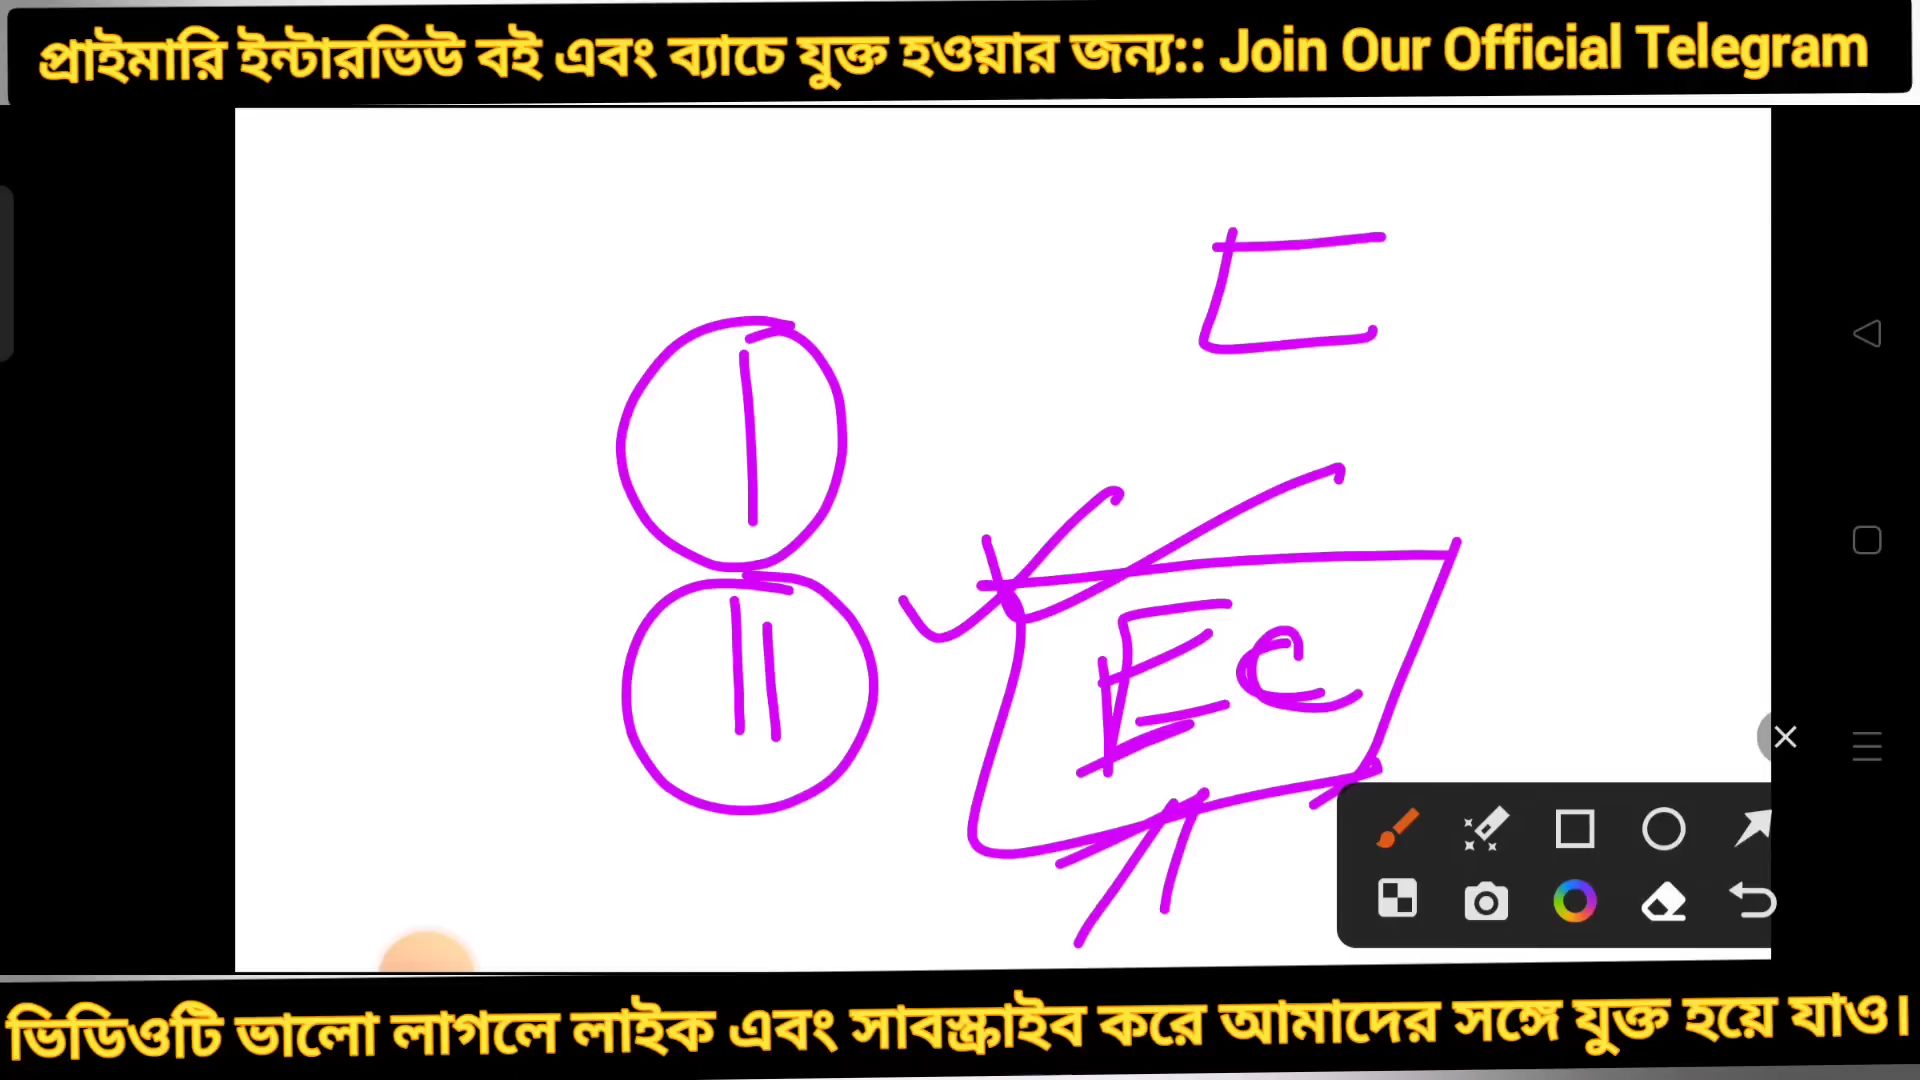 প্রাইমারি ইন্টারভিউ বই এবং ব্যাচে যুক্ত হওয়ার জন্য:: Join Our Official Telegram
I
II
EC
ভিডিওটি ভালো লাগলে লাইক এবং সাবস্ক্রাইব করে আমাদের সঙ্গে যুক্ত হয়ে যাও।